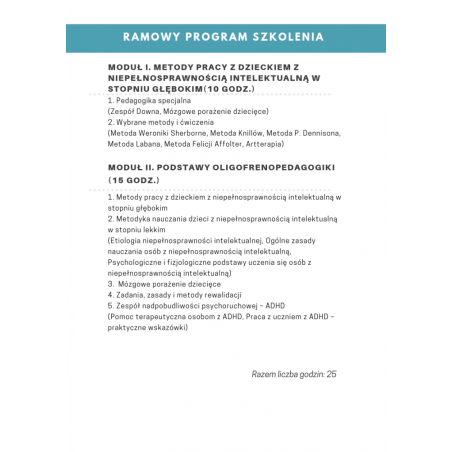 RAMOWY PROGRAM SZKOLENIA
MODUŁ I. METODY PRACY Z DZIECKIEM Z
NIEPEŁNOSPRAWNOŚCIĄ INTELEKTUALNĄ W
STOPNIU GŁĘBOKIM(10 GODZ.)
1. Pedagogika specjalna
(Zespół Downa, Mózgowe porażenie dziecięce)
2. Wybrane metody i ćwiczenia
(Metoda Weroniki Sherborne, Metoda Knillów, Metoda P. Dennisona,
Metoda Labana, Metoda Felicji Affolter, Artterapia)
MODUŁ II. PODSTAWY OLIGOFRENOPEDAGOGIKI
(15 GODZ.)
1. Metody pracy z dzieckiem z niepełnosprawnością intelektualną w
stopniu głębokim
2. Metodyka nauczania dzieci z niepełnosprawnością intelektualną
w stopniu lekkim
(Etiologia niepełnosprawności intelektualnej, Ogólne zasady
nauczania osób z niepełnosprawnością intelektualną,
Psychologiczne i fizjologiczne podstawy uczenia się osób z
niepełnosprawnością intelektualną)
3. Mózgowe porażenie dziecięce
4. Zadania, zasady i metody rewalidacji
5. Zespół nadpobudliwości psychoruchowej – ADHD
(Pomoc terapeutyczna osobom z ADHD, Praca z uczniem z ADHD –
praktyczne wskazówki)
Razem liczba godzin: 25